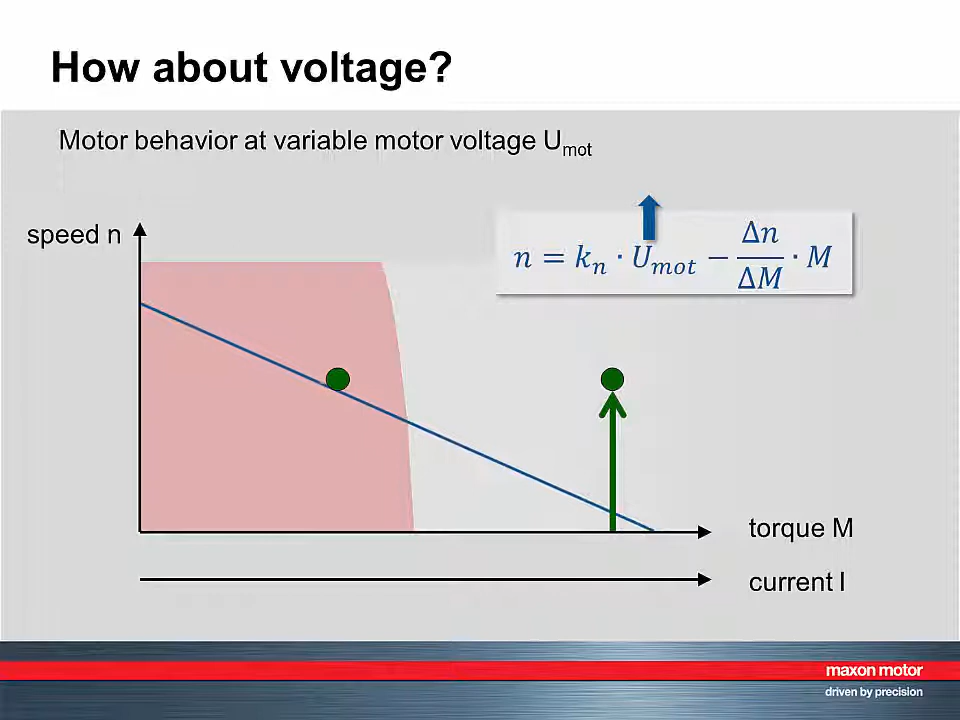 How about voltage?
Motor behavior at variable motor voltage Umot
speed n
n = kn · Umot − Δn/ΔM · M
torque M
current I
maxon motor
driven by precision